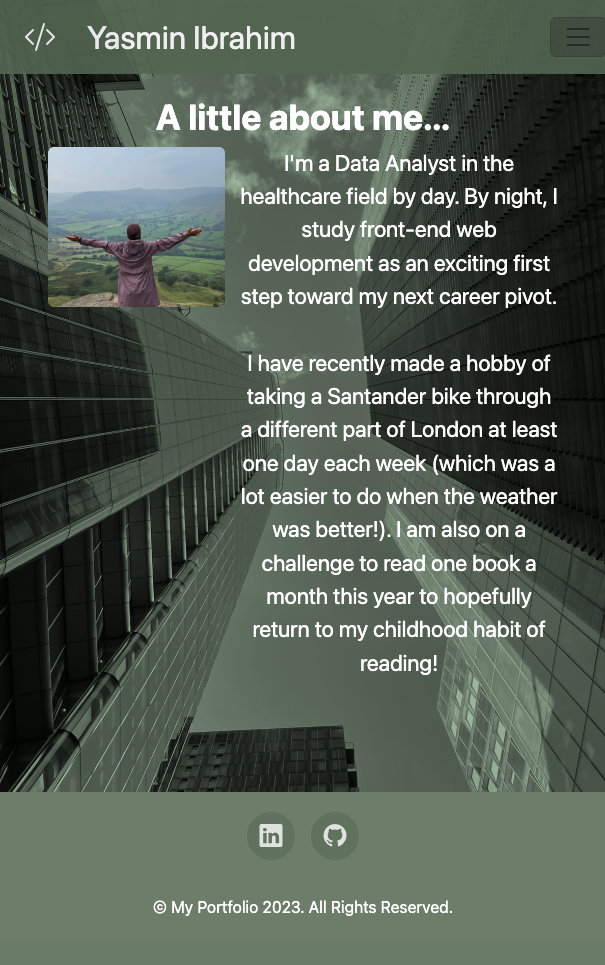 </> Yasmin Ibrahim
A little about me...
I'm a Data Analyst in the
healthcare field by day. By night, I
study front-end web
development as an exciting first
step toward my next career pivot.
I have recently made a hobby of
taking a Santander bike through
a different part of London at least
one day each week (which was a
lot easier to do when the weather
was better!). I am also on a
challenge to read one book a
month this year to hopefully
return to my childhood habit of
reading!
in
© My Portfolio 2023. All Rights Reserved.